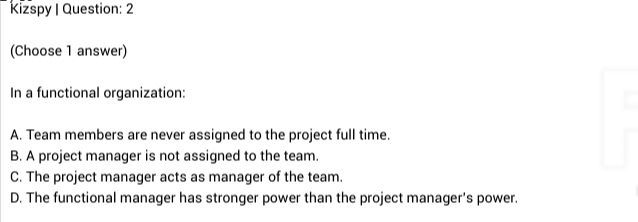 Kizspy | Question: 2
(Choose 1 answer)
In a functional organization:
A. Team members are never assigned to the project full time.
B. A project manager is not assigned to the team.
C. The project manager acts as manager of the team.
D. The functional manager has stronger power than the project manager's power.